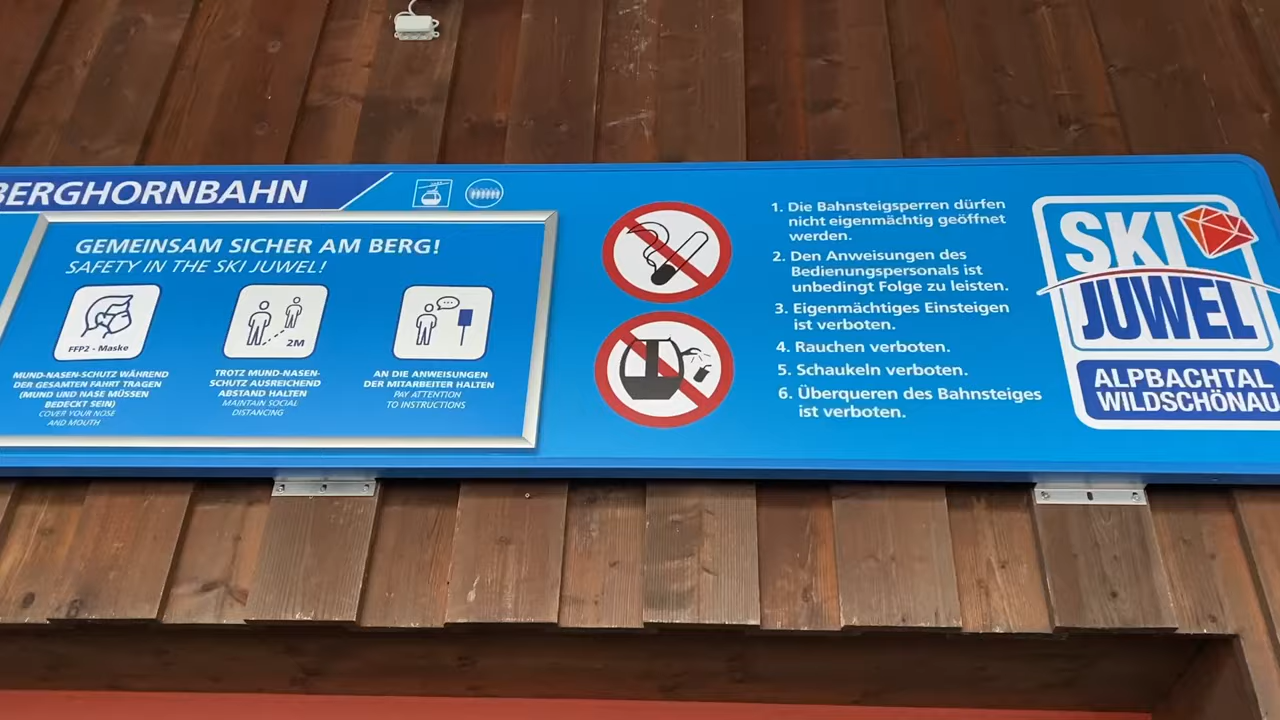 BERGHORNBAHN
GEMEINSAM SICHER AM BERG!
SAFETY IN THE SKI JUWEL!
FFP2 - Maske
MUND-NASEN-SCHUTZ WÄHREND
DER GESAMTEN FAHRT TRAGEN
(MUND UND NASE MÜSSEN
BEDECKT SEIN)
COVER YOUR NOSE
AND MOUTH
2M
TROTZ MUND-NASEN-
SCHUTZ AUSREICHEND
ABSTAND HALTEN
MAINTAIN SOCIAL
DISTANCING
AN DIE ANWEISUNGEN
DER MITARBEITER HALTEN
PAY ATTENTION
TO INSTRUCTIONS
1. Die Bahnsteigsperren dürfen
nicht eigenmächtig geöffnet
werden.
2. Den Anweisungen des
Bedienungspersonals ist
unbedingt Folge zu leisten.
3. Eigenmächtiges Einsteigen
ist verboten.
4. Rauchen verboten.
5. Schaukeln verboten.
6. Überqueren des Bahnsteiges
ist verboten.
SKI
JUWEL
ALPBACHTAL
WILDSCHÖNAU